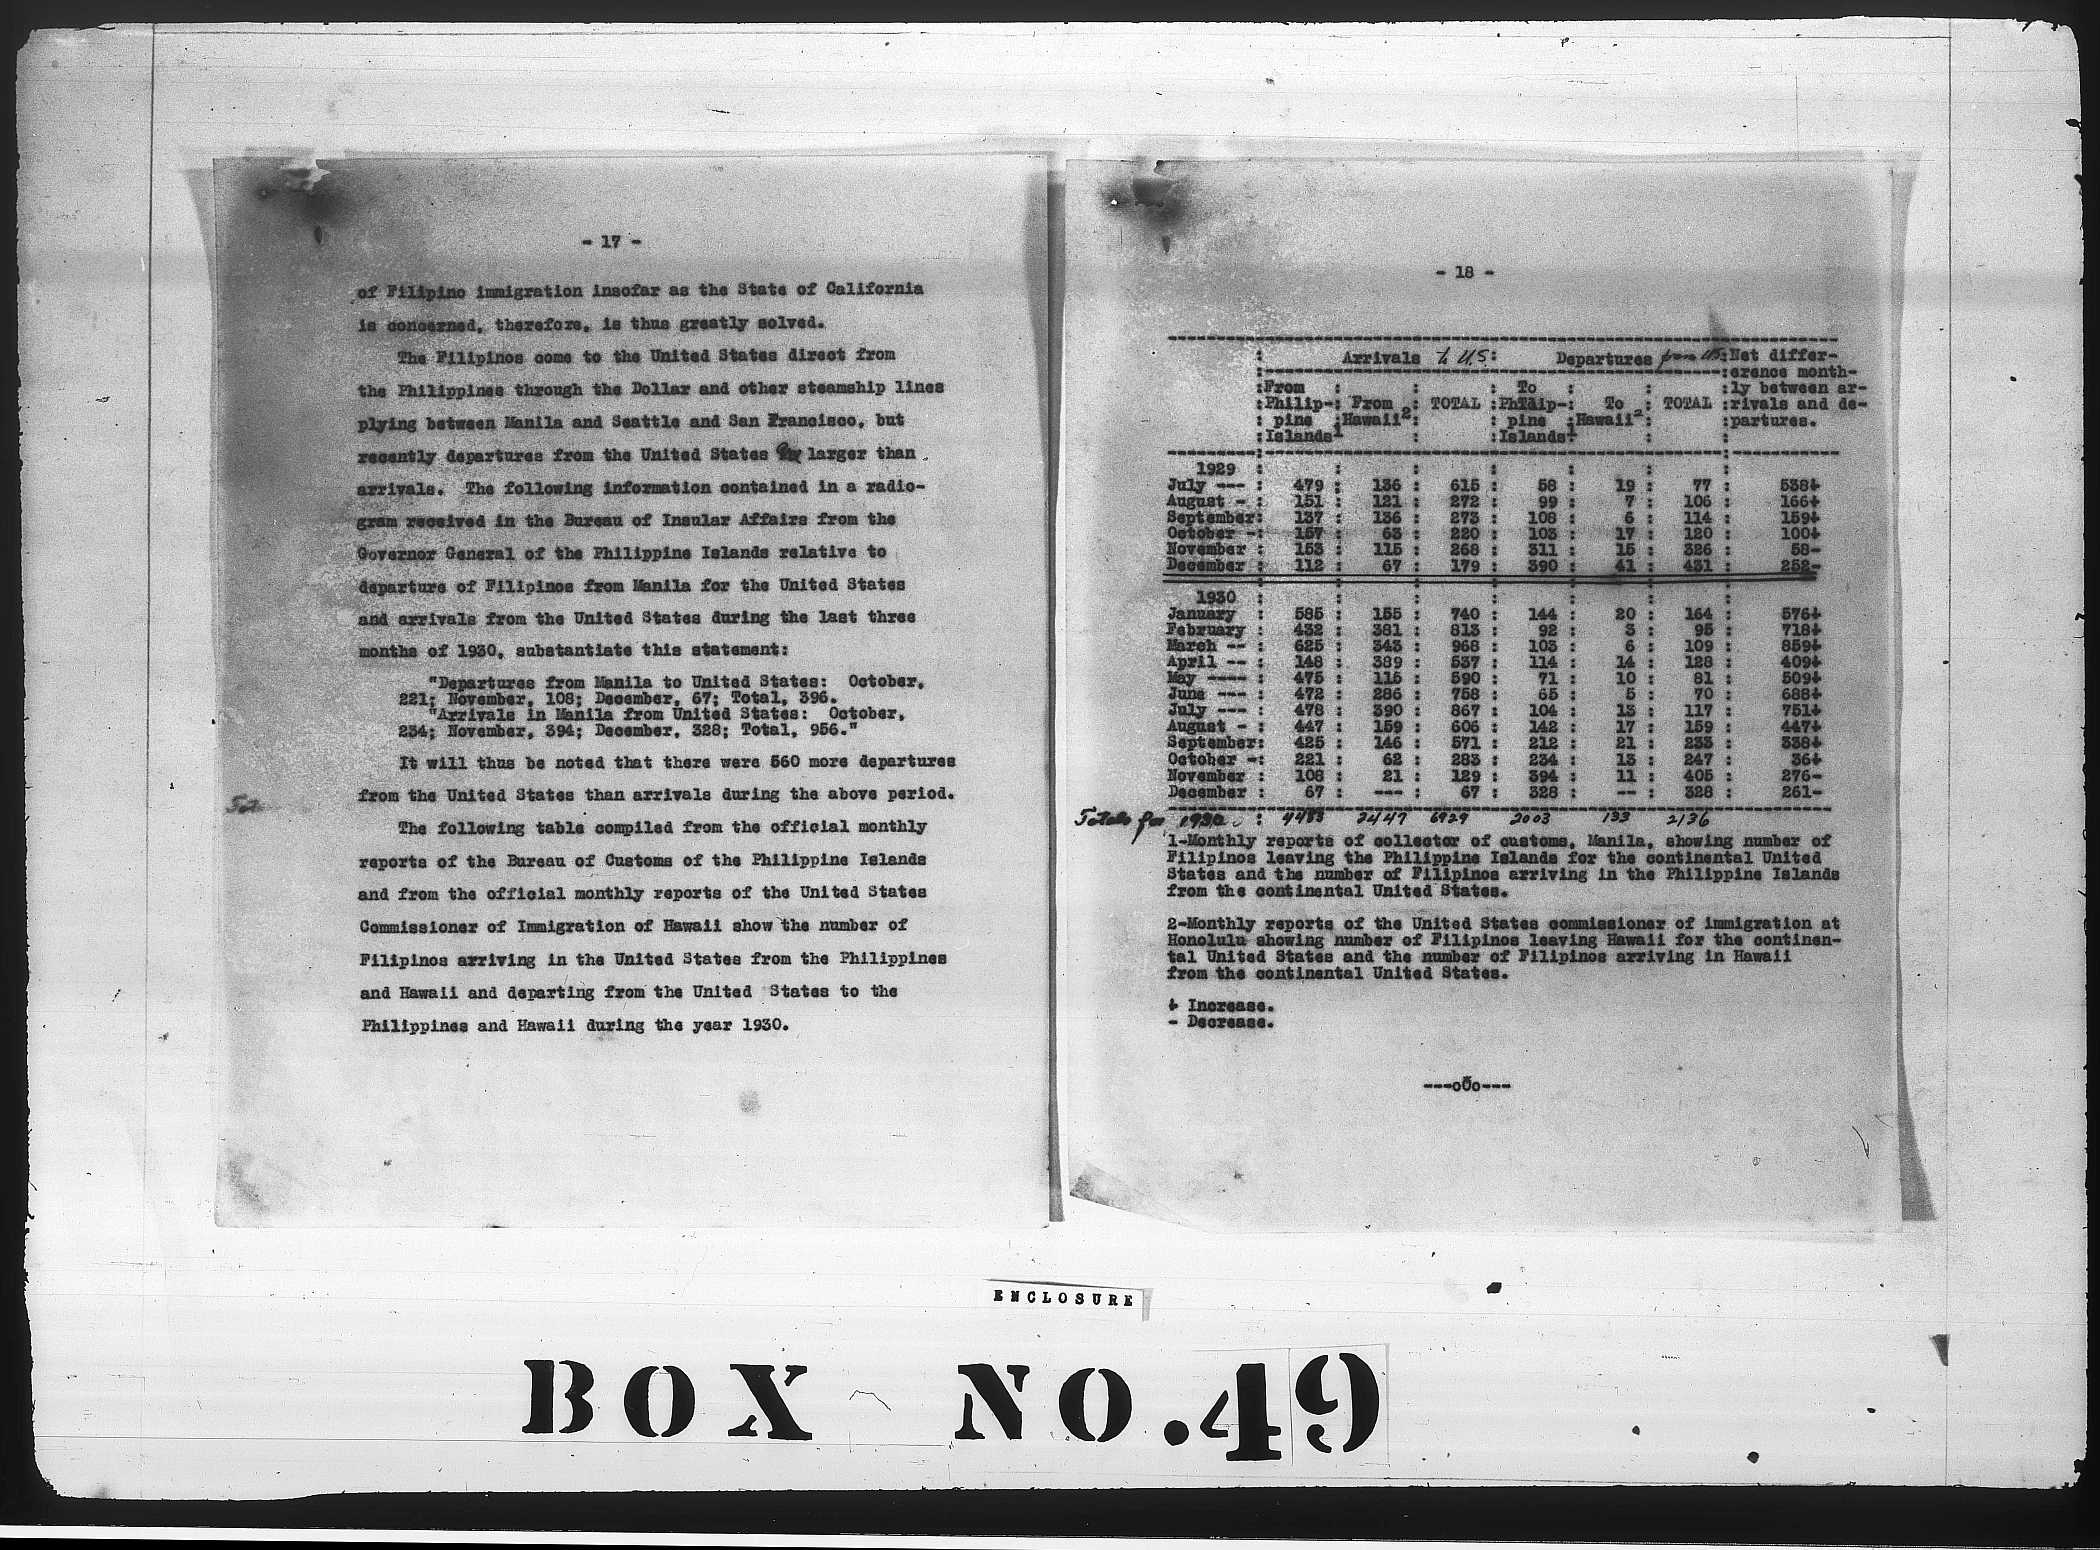 - 17 -
of Filipino immigration insofar as the State of California
is concerned, therefore, is thus greatly solved.
The Filipinos come to the United States direct from
the Philippines through the Dollar and other steamship lines
plying between Manila and Seattle and San Francisco, but
recently departures from the United States larger than
arrivals. The following information contained in a radio-
gram received in the Bureau of Insular Affairs from the
Governor General of the Philippine Islands relative to
departure of Filipinos from Manila for the United States
and arrivals from the United States during the last three
months of 1930, substantiate this statement:
"Departures from Manila to United States: October,
221; November, 108; December, 67; Total, 396.
"Arrivals in Manila from United States: October,
234; November, 394; December, 328; Total, 956."
It will thus be noted that there were 560 more departures
from the United States than arrivals during the above period.
The following table compiled from the official monthly
reports of the Bureau of Customs of the Philippine Islands
and from the official monthly reports of the United States
Commissioner of Immigration of Hawaii show the number of
Filipinos arriving in the United States from the Philippines
and Hawaii and departing from the United States to the
Philippines and Hawaii during the year 1930.
- 18 -
: Arrivals to U.S: Departures from US:Net differ-
:erence month-
:From : : : To : : :ly between ar-
:Philip-: From : TOTAL :Philip-: To : TOTAL :rivals and de-
: pine :Hawaii2: : pine :Hawaii2: :partures.
:Islands1 : :Islands1 : :
1929 : : : : : : :
July --- : 479 : 136 : 615 : 58 : 19 : 77 : 538+
August - : 151 : 121 : 272 : 99 : 7 : 106 : 166+
September: 137 : 136 : 273 : 108 : 6 : 114 : 159+
October -: 157 : 63 : 220 : 103 : 17 : 120 : 100+
November : 153 : 115 : 268 : 311 : 15 : 326 : 58-
December : 112 : 67 : 179 : 390 : 41 : 431 : 252-
1930 : : : : : : :
January : 585 : 155 : 740 : 144 : 20 : 164 : 576+
February : 432 : 381 : 813 : 92 : 3 : 95 : 718+
March -- : 625 : 343 : 968 : 103 : 6 : 109 : 859+
April -- : 148 : 389 : 537 : 114 : 14 : 128 : 409+
May ---- : 475 : 115 : 590 : 71 : 10 : 81 : 509+
June --- : 472 : 286 : 758 : 65 : 5 : 70 : 688+
July --- : 478 : 390 : 867 : 104 : 13 : 117 : 751+
August - : 447 : 159 : 606 : 142 : 17 : 159 : 447+
September: 425 : 146 : 571 : 212 : 21 : 233 : 338+
October -: 221 : 62 : 283 : 234 : 13 : 247 : 36+
November : 108 : 21 : 129 : 394 : 11 : 405 : 276-
December : 67 : --- : 67 : 328 : -- : 328 : 261-
Totals for 1930 : 4483 2447 6929 2003 133 2136
1-Monthly reports of collector of customs, Manila, showing number of
Filipinos leaving the Philippine Islands for the continental United
States and the number of Filipinos arriving in the Philippine Islands
from the continental United States.
2-Monthly reports of the United States commissioner of immigration at
Honolulu showing number of Filipinos leaving Hawaii for the continen-
tal United States and the number of Filipinos arriving in Hawaii
from the continental United States.
+ Increase.
- Decrease.
---oOo---
ENCLOSURE
BOX NO.49